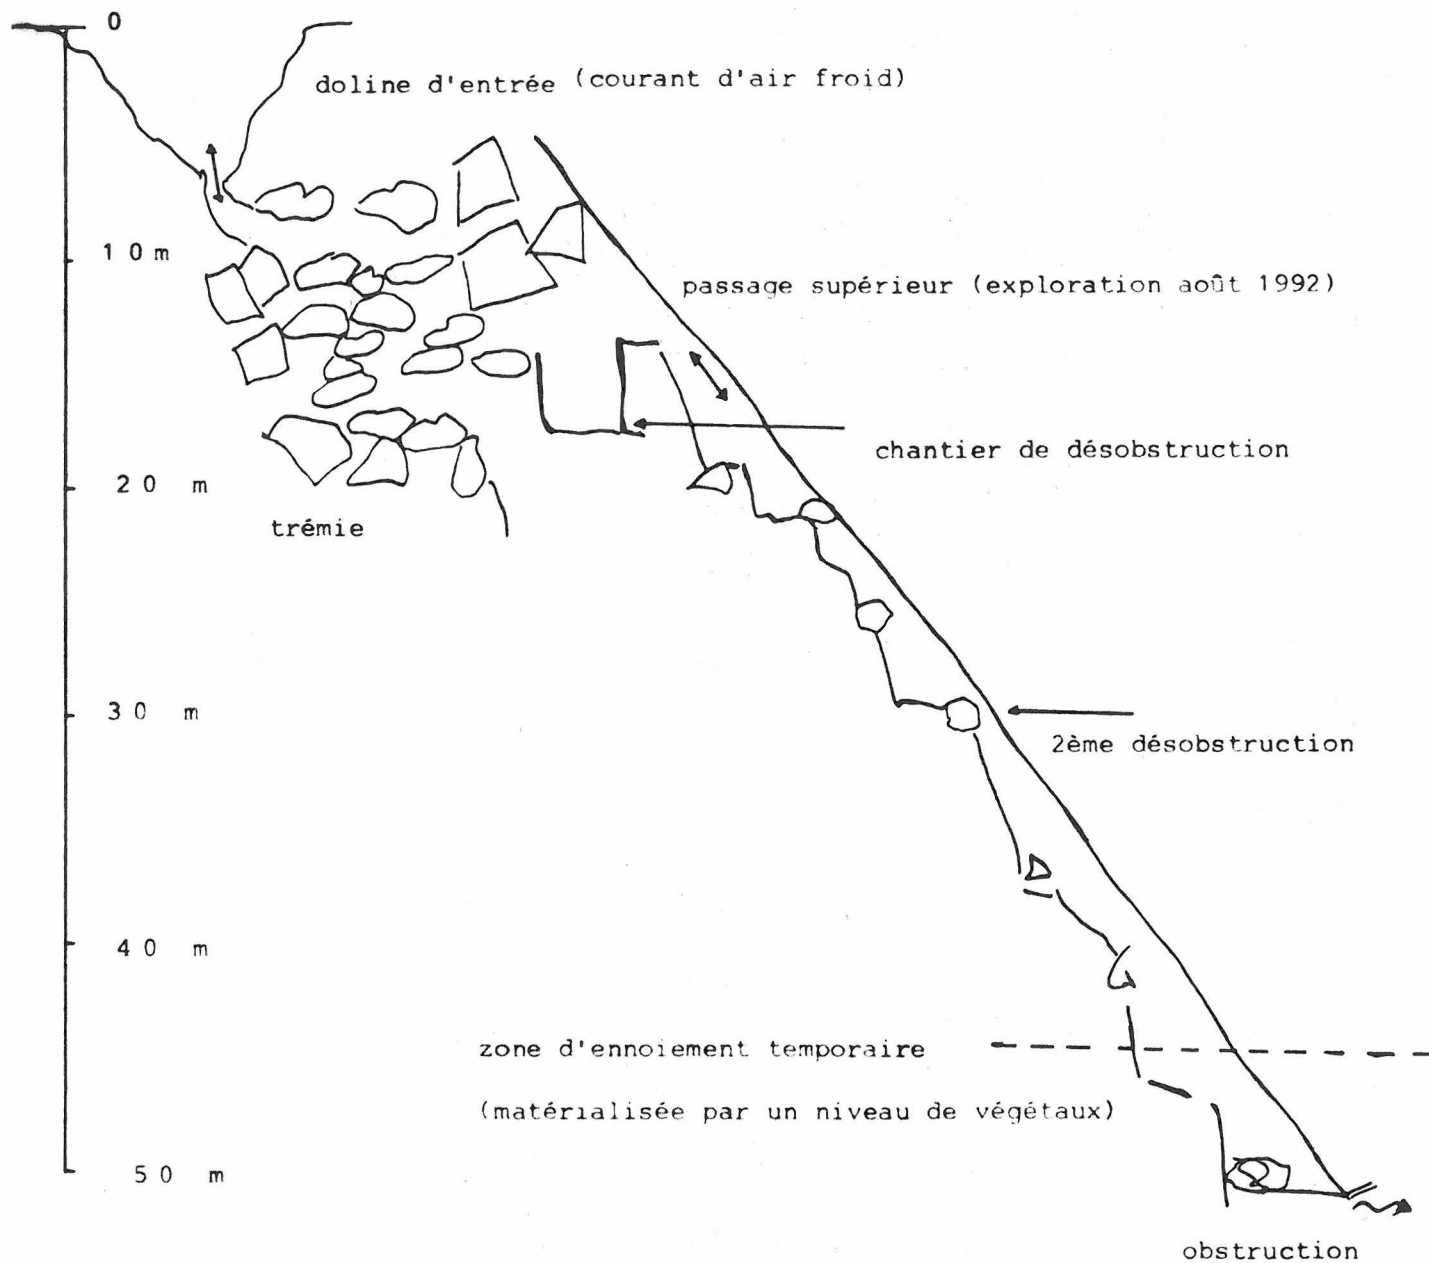 0
doline d'entrée (courant d'air froid)
10m
passage supérieur (exploration août 1992)
chantier de désobstruction
20 m
trémie
30 m
2ème désobstruction
40 m
zone d'ennoiement temporaire
(matérialisée par un niveau de végétaux)
50 m
obstruction